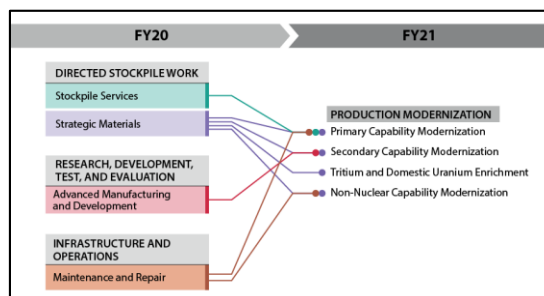 FY20
FY21
DIRECTED STOCKPILE WORK
Stockpile Services
Strategic Materials
RESEARCH, DEVELOPMENT,
TEST, AND EVALUATION
Advanced Manufacturing
and Development
INFRASTRUCTURE AND
OPERATIONS
Maintenance and Repair
PRODUCTION MODERNIZATION
Primary Capability Modernization
Secondary Capability Modernization
Tritium and Domestic Uranium Enrichment
Non-Nuclear Capability Modernization